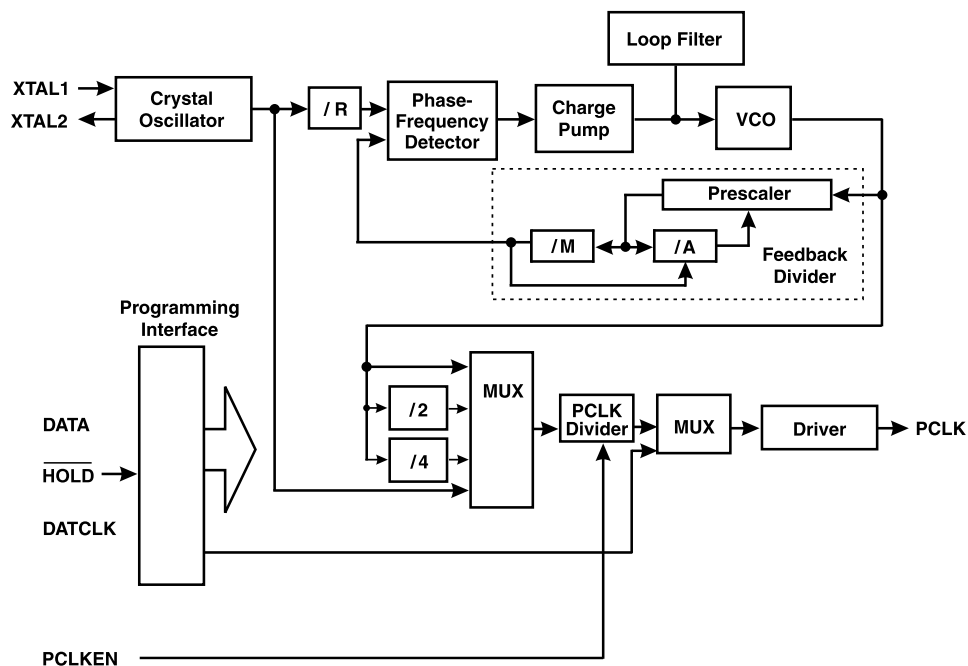 Loop Filter
XTAL1
XTAL2
Crystal
Oscillator
/ R
Phase-
Frequency
Detector
Charge
Pump
VCO
Prescaler
/ M
/ A
Feedback
Divider
Programming
Interface
MUX
/ 2
/ 4
PCLK
Divider
MUX
Driver
PCLK
DATA
HOLD
DATCLK
PCLKEN